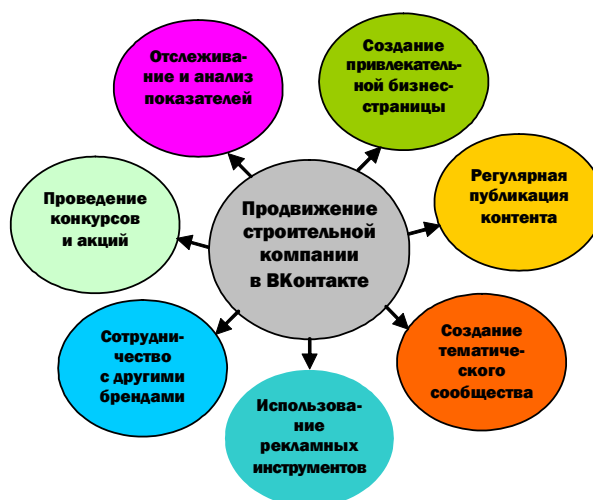 Отслежива-
ние и анализ
показателей
Создание
привлекатель-
ной бизнес-
страницы
Регулярная
публикация
контента
Создание
тематиче-
ского
сообщества
Использова-
ние
рекламных
инструментов
Сотрудни-
чество
с другими
брендами
Проведение
конкурсов
и акций
Продвижение
строительной
компании
в ВКонтакте